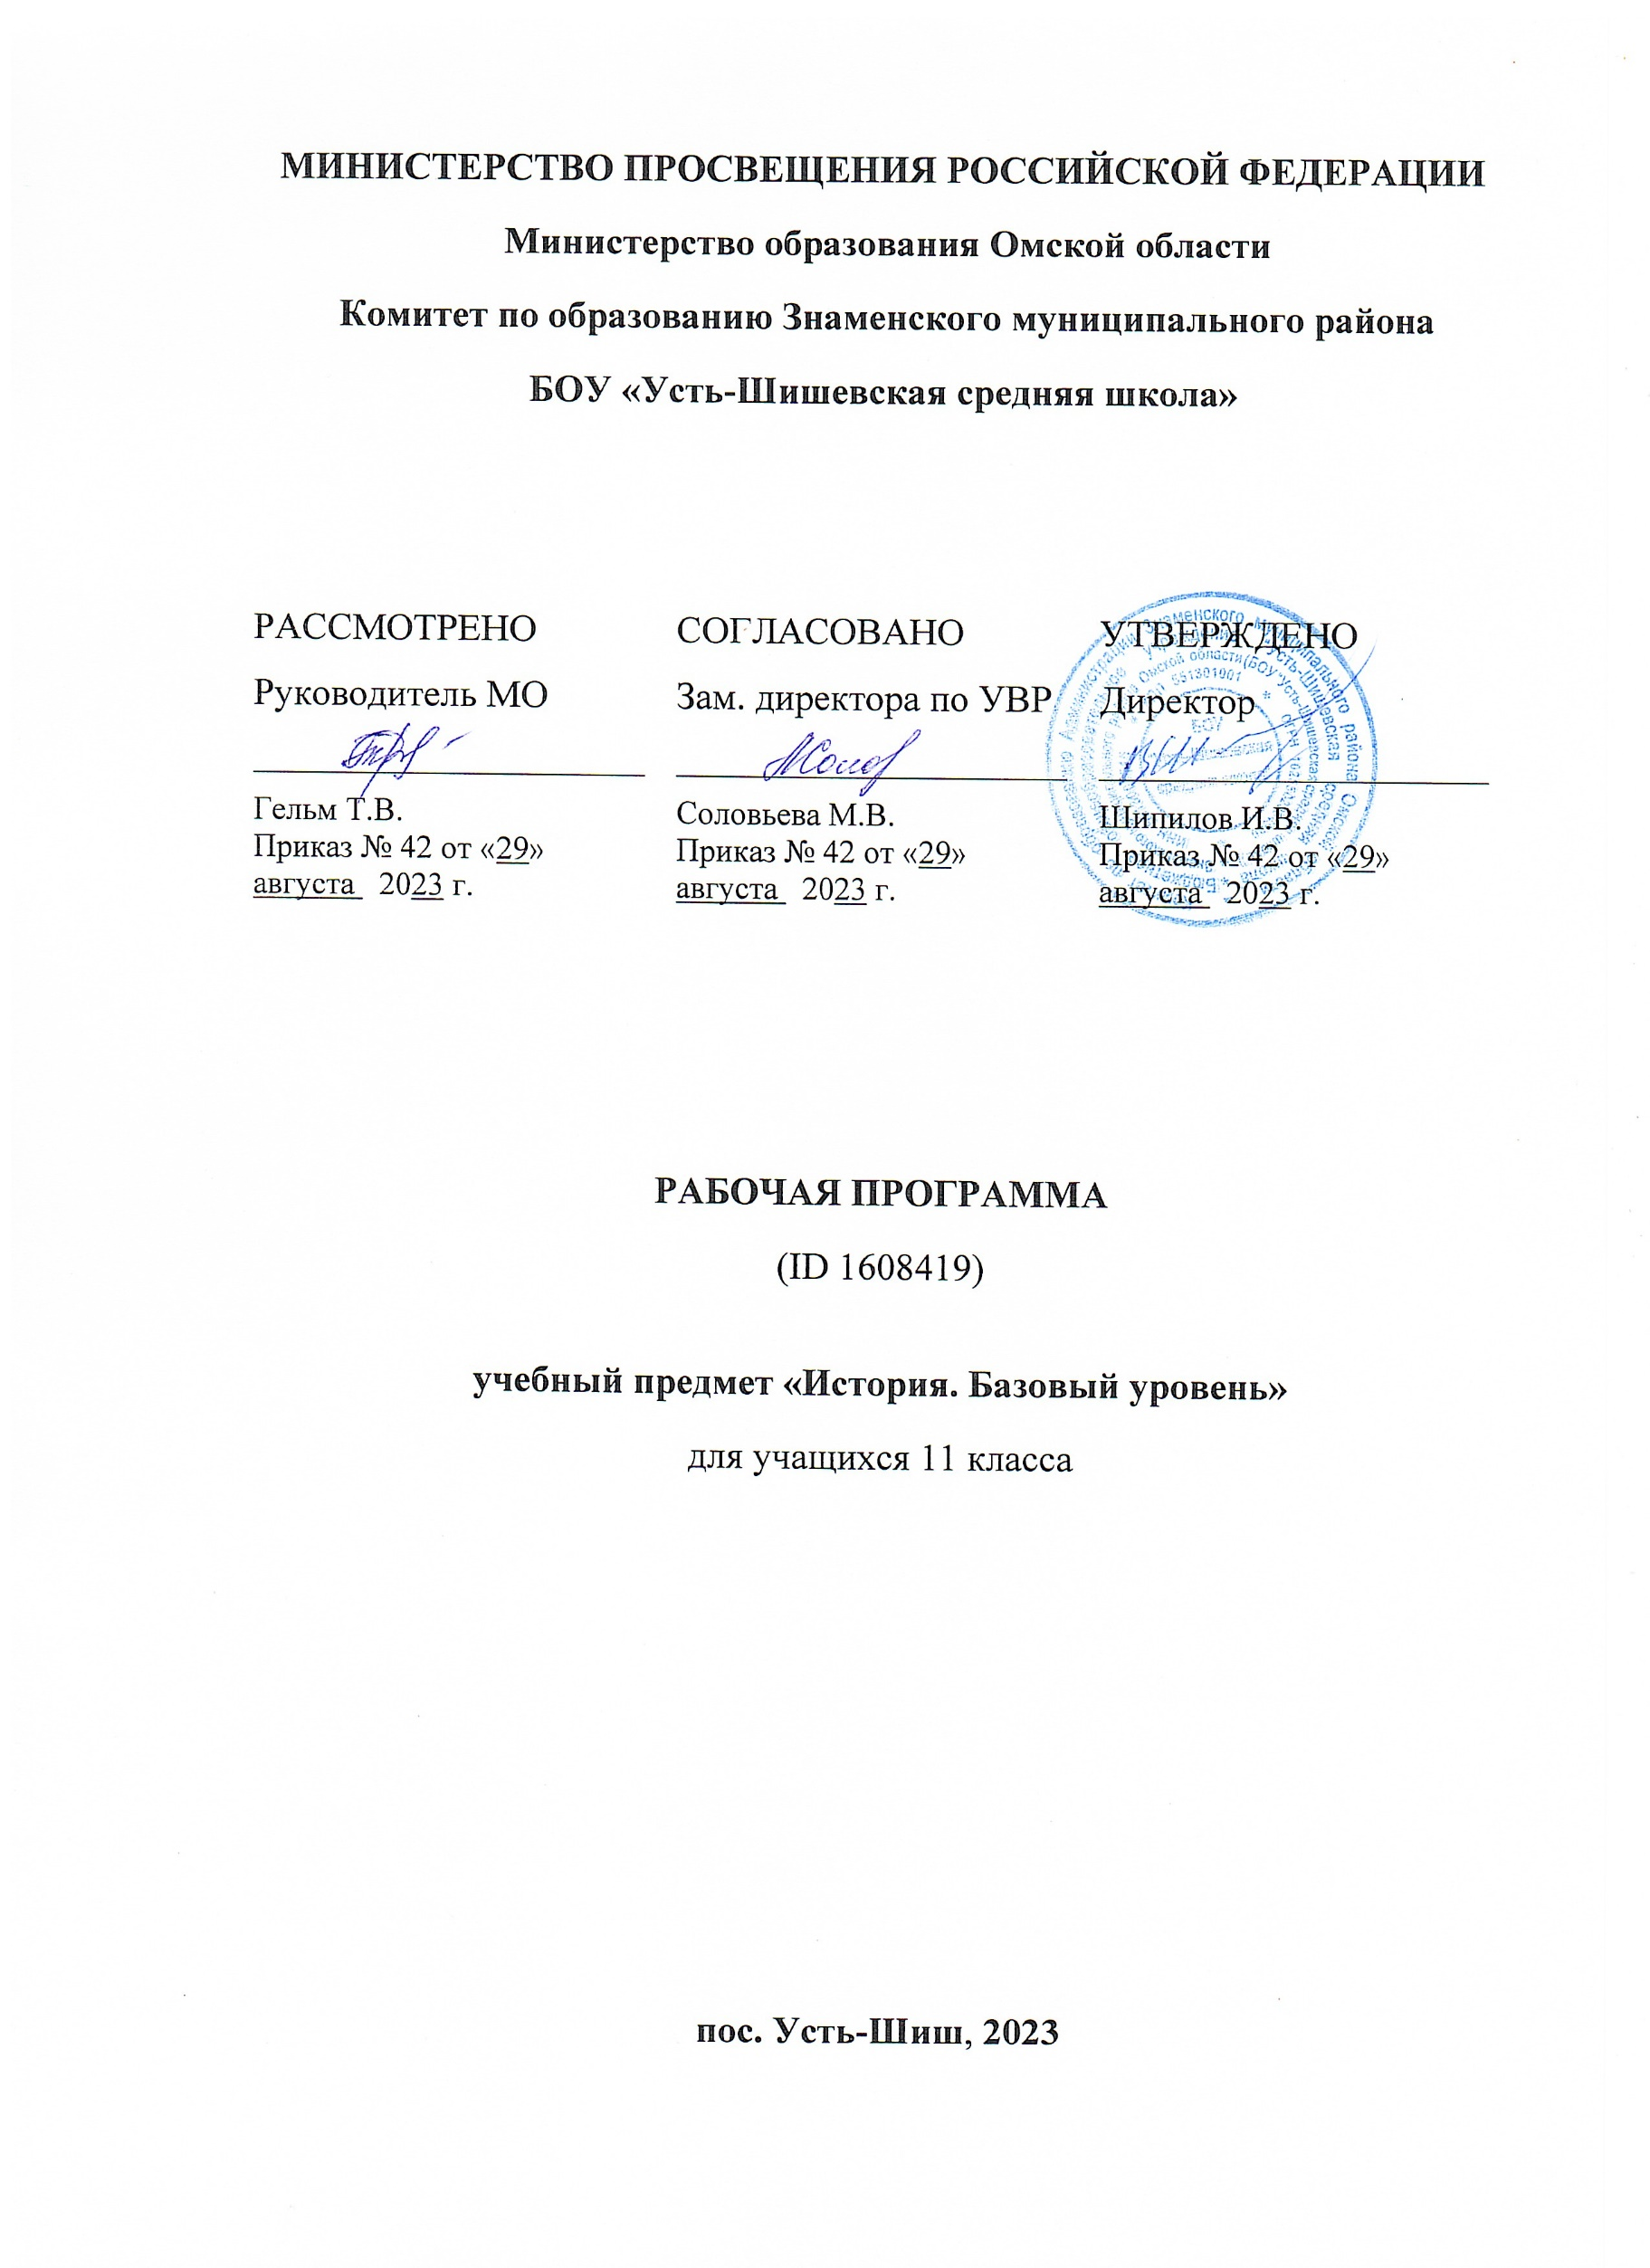 МИНИСТЕРСТВО ПРОСВЕЩЕНИЯ РОССИЙСКОЙ ФЕДЕРАЦИИ
Министерство образования Омской области
Комитет по образованию Знаменского муниципального района
БОУ «Усть-Шишевская средняя школа»
РАССМОТРЕНО
Руководитель МО
Гельм Т.В.
Приказ № 42 от «29»
августа 2023 г.
СОГЛАСОВАНО
Зам. директора по УВР
Соловьева М.В.
Приказ № 42 от «29»
августа 2023 г.
УТВЕРЖДЕНО
Директор
Шипилов И.В.
Приказ № 42 от «29»
августа 2023 г.
РАБОЧАЯ ПРОГРАММА
(ID 1608419)
учебный предмет «История. Базовый уровень»
для учащихся 11 класса
пос. Усть-Шиш, 2023